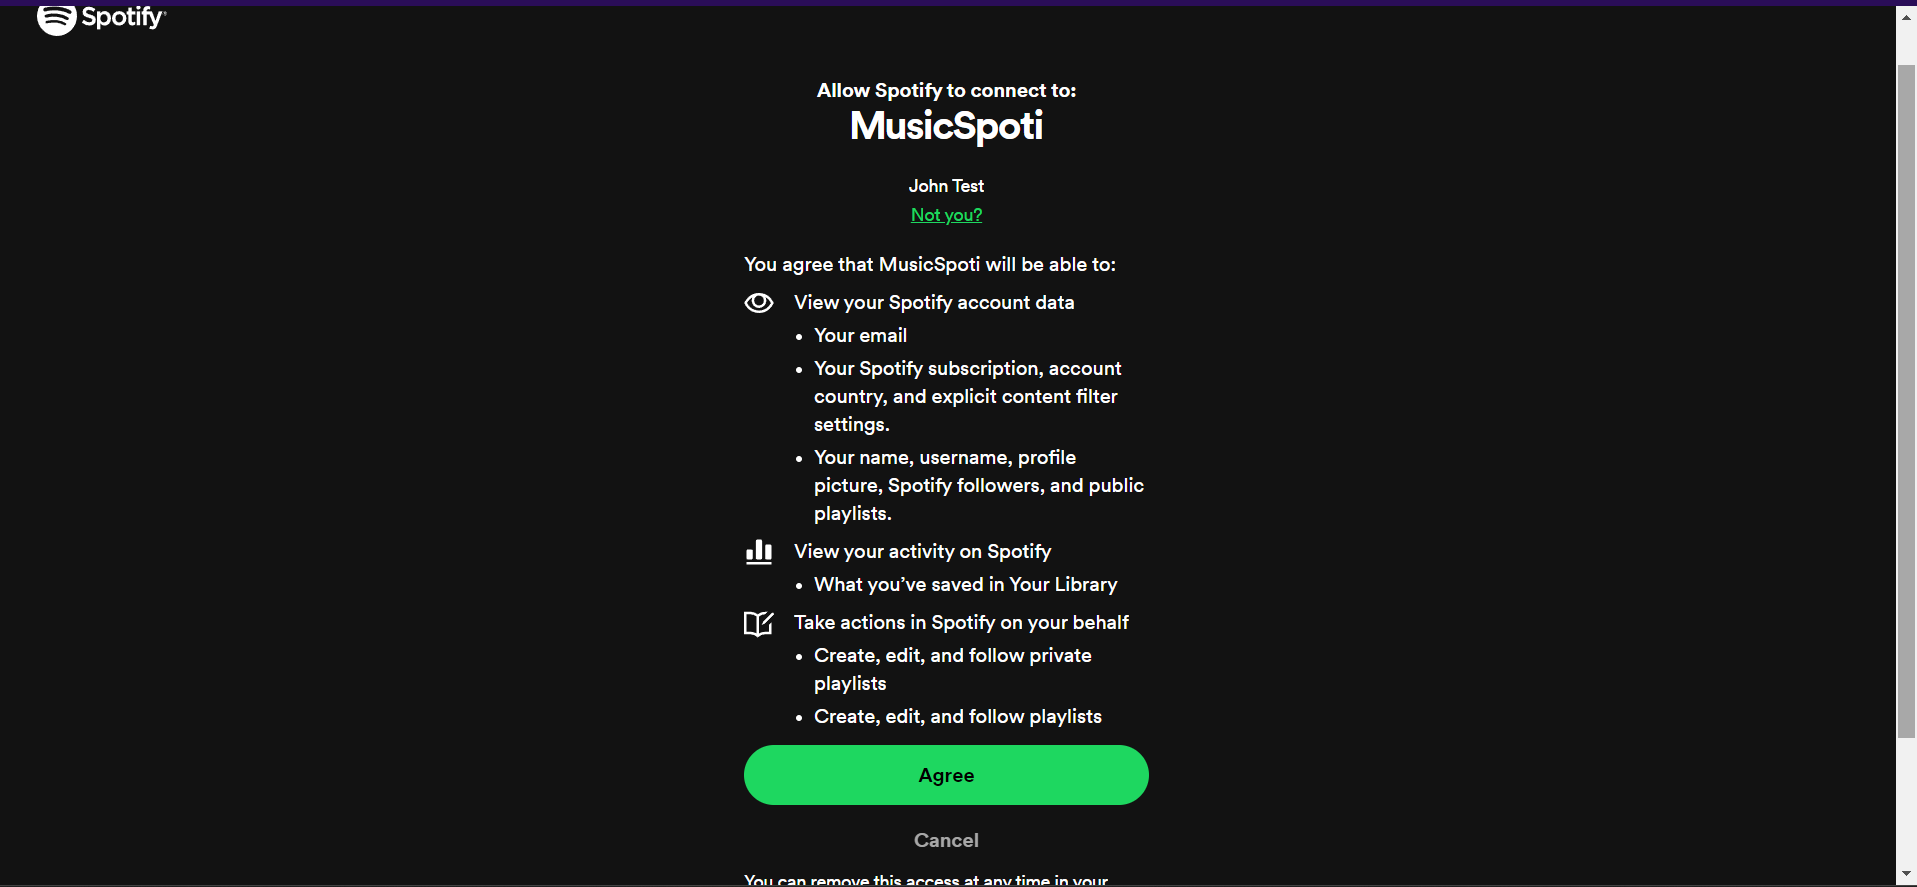 Spotify
Allow Spotify to connect to:
MusicSpoti
John Test
Not you?
You agree that MusicSpoti will be able to:
View your Spotify account data
• Your email
• Your Spotify subscription, account
country, and explicit content filter
settings.
• Your name, username, profile
picture, Spotify followers, and public
playlists.
View your activity on Spotify
• What you’ve saved in Your Library
Take actions in Spotify on your behalf
• Create, edit, and follow private
playlists
• Create, edit, and follow playlists
Agree
Cancel
You can remove this access at any time in your